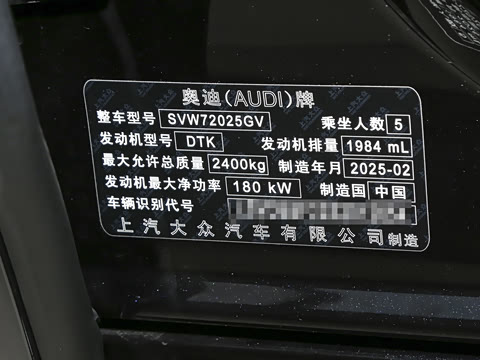 奥迪(AUDI)牌
整车型号 SVW72025GV 乘坐人数 5
发动机型号 DTK 发动机排量 1984 mL
最大允许总质量 2400kg 制造年月 2025-02
发动机最大净功率 180 kW 制造国 中国
车辆识别代号
上汽大众汽车有限公司制造